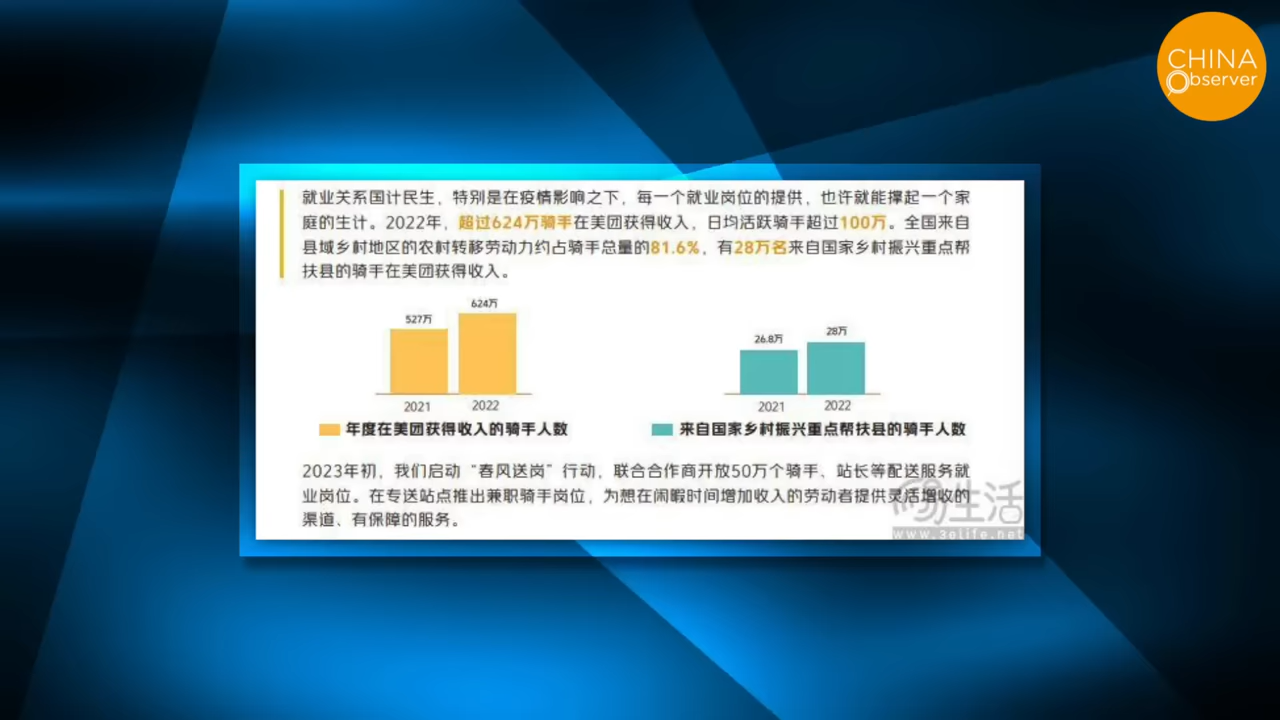 CHINA
Observer
就业关系国计民生，特别是在疫情影响之下，每一个就业岗位的提供，也许就能撑起一个家
庭的生计。2022年，超过624万骑手在美团获得收入，日均活跃骑手超过100万。全国来自
县域乡村地区的农村转移劳动力约占骑手总量的81.6%，有28万名来自国家乡村振兴重点帮
扶县的骑手在美团获得收入。
527万
624万
2021
2022
年度在美团获得收入的骑手人数
26.8万
28万
2021
2022
来自国家乡村振兴重点帮扶县的骑手人数
2023年初，我们启动“春风送岗”行动，联合合作商开放50万个骑手、站长等配送服务就
业岗位。在专送站点推出兼职骑手岗位，为想在闲暇时间增加收入的劳动者提供灵活增收的
渠道、有保障的服务。
易生活
www.3elife.net